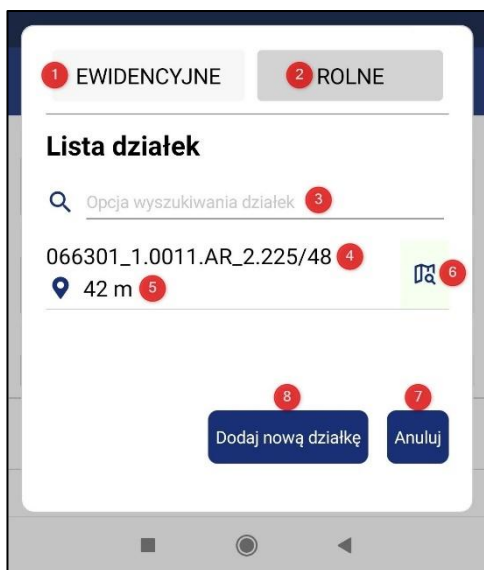 1 EWIDENCYJNE 2 ROLNE
Lista działek
Opcja wyszukiwania działek 3
066301_1.0011.AR_2.225/48 4
42 m 5 6
8 7
Dodaj nową działkę Anuluj